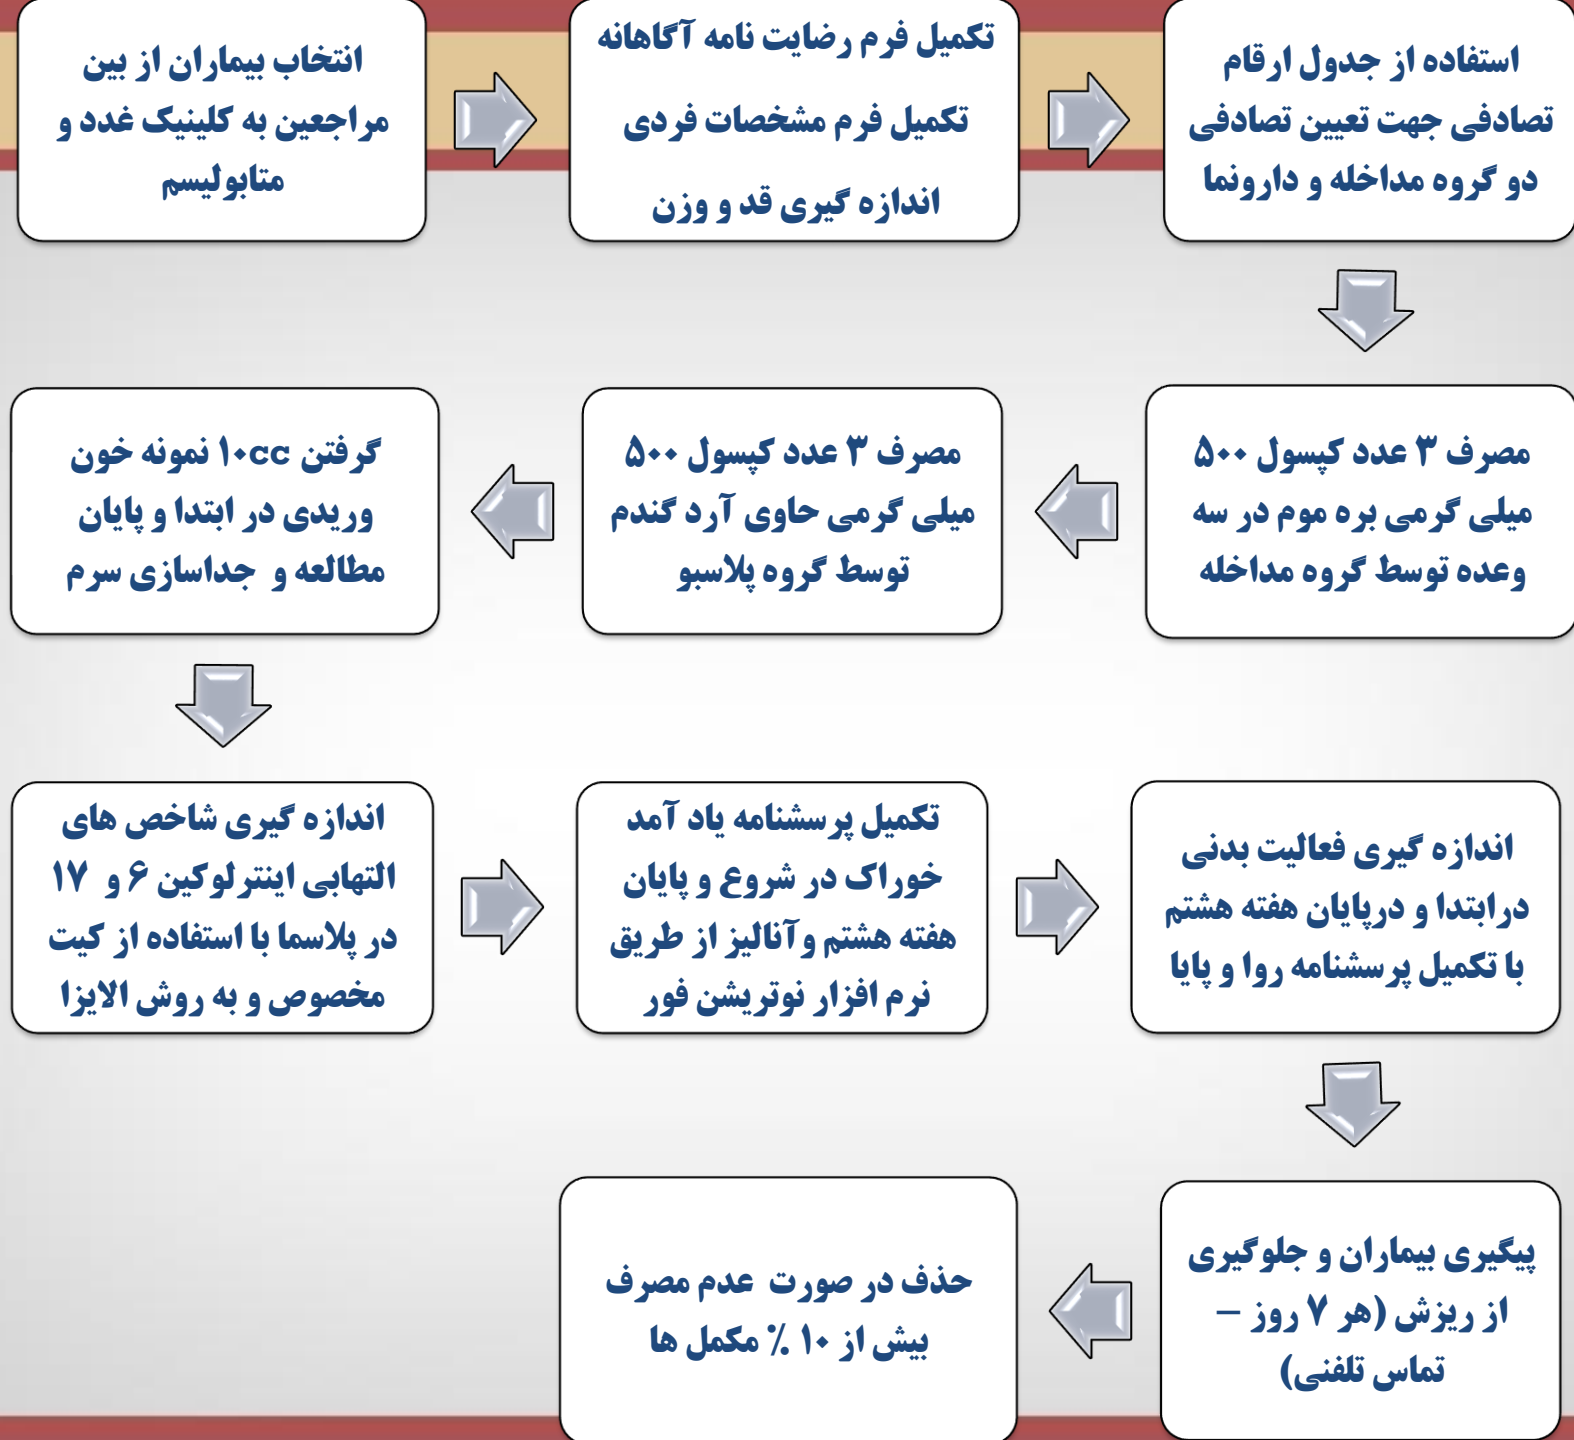 انتخاب بیماران از بین
مراجعین به کلینیک غدد و
متابولیسم
تکمیل فرم رضایت نامه آگاهانه
تکمیل فرم مشخصات فردی
اندازه گیری قد و وزن
استفاده از جدول ارقام
تصادفی جهت تعیین تصادفی
دو گروه مداخله و دارونما
مصرف ۳ عدد کپسول ۵۰۰
میلی گرمی بره موم در سه
وعده توسط گروه مداخله
مصرف ۳ عدد کپسول ۵۰۰
میلی گرمی حاوی آرد گندم
توسط گروه پلاسبو
گرفتن ۱۰cc نمونه خون
وریدی در ابتدا و پایان
مطالعه و جداسازی سرم
اندازه گیری شاخص های
التهابی اینترلوکین ۶ و ۱۷
در پلاسما با استفاده از کیت
مخصوص و به روش الایزا
تکمیل پرسشنامه یاد آمد
خوراک در شروع و پایان
هفته هشتم وآنالیز از طریق
نرم افزار نوتریشن فور
اندازه گیری فعالیت بدنی
درابتدا و درپایان هفته هشتم
با تکمیل پرسشنامه روا و پایا
پیگیری بیماران و جلوگیری
از ریزش (هر ۷ روز –
تماس تلفنی)
حذف در صورت عدم مصرف
بیش از ۱۰ % مکمل ها